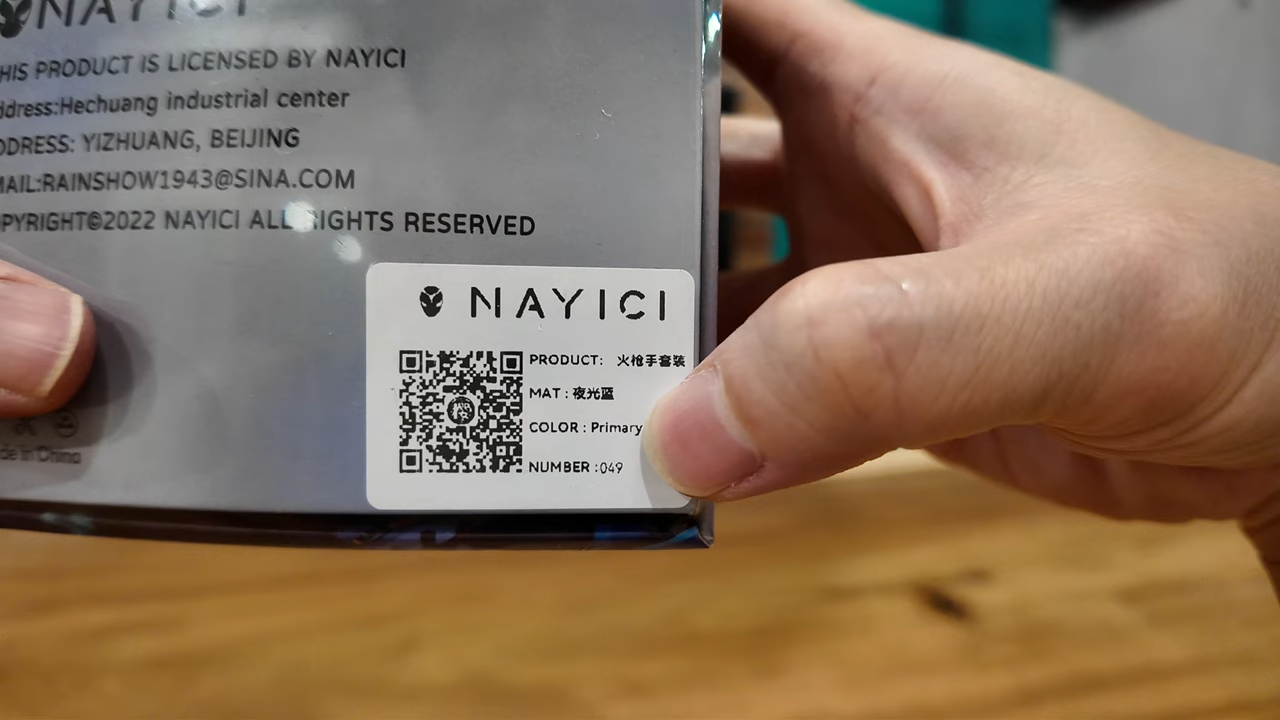 NAYICI
HIS PRODUCT IS LICENSED BY NAYICI
ddress:Hechuang industrial center
DDRESS: YIZHUANG, BEIJING
MAIL:RAINSHOW1943@SINA.COM
PYRIGHT©2022 NAYICI ALL RIGHTS RESERVED
NAYICI
PRODUCT: 火枪手套装
MAT : 夜光蓝
COLOR : Primary
NUMBER :049
de in China